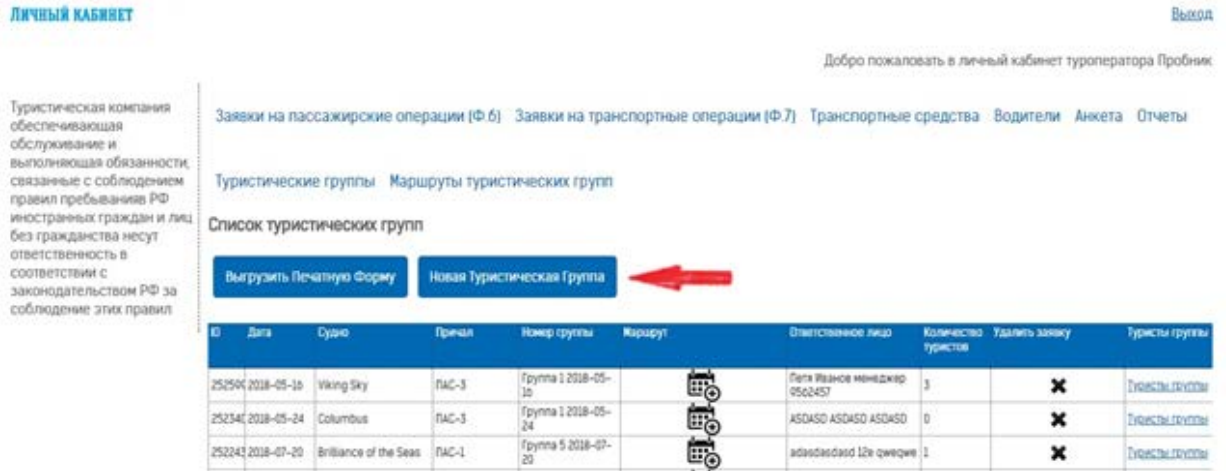 Личный кабинет
Выход
Добро пожаловать в личный кабинет туроператора Пробник
Туристическая компания
обеспечивающая
обслуживание и
выполняющая обязанности,
связанные с соблюдением
правил пребыванияв РФ
иностранных граждан и лиц
без гражданства несут
ответственность в
соответствии с
законодательством РФ за
соблюдение этих правил
Заявки на пассажирские операции (Ф.6) Заявки на транспортные операции (Ф.7) Транспортные средства Водители Анкета Отчеты
Туристические группы Маршруты туристических групп
Список туристических групп
Выгрузить Печатную Форму Новая Туристическая Группа
ID Дата Судно Причал Номер группы Маршрут Ответственное лицо Количество туристов Удалить заявку Туристы группы
2018-05-16 Viking Sky ПАС-3 Группа 1 2018-05-16 Петя Иванов менеджер 9562457 3 Туристы группы
2018-05-24 Columbus ПАС-3 Группа 1 2018-05-24 ASDASD ASDASD ASDASD 0 Туристы группы
2018-07-20 Brilliance of the Seas ПАС-1 Группа 5 2018-07-20 adasdasdasd 12e qweqwe 1 Туристы группы